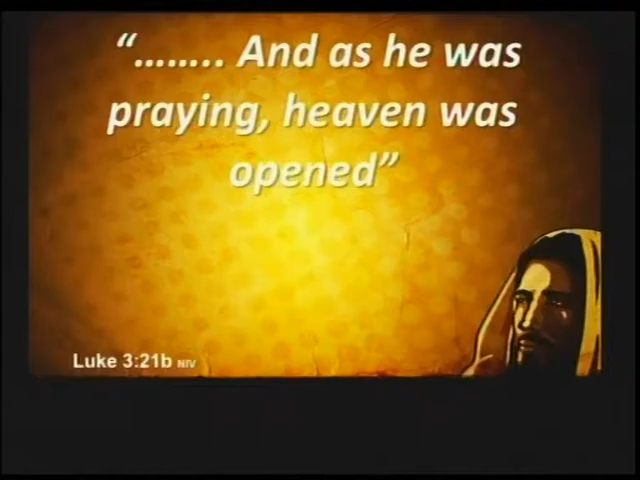 “…….. And as he was
praying, heaven was
opened”
Luke 3:21b NIV